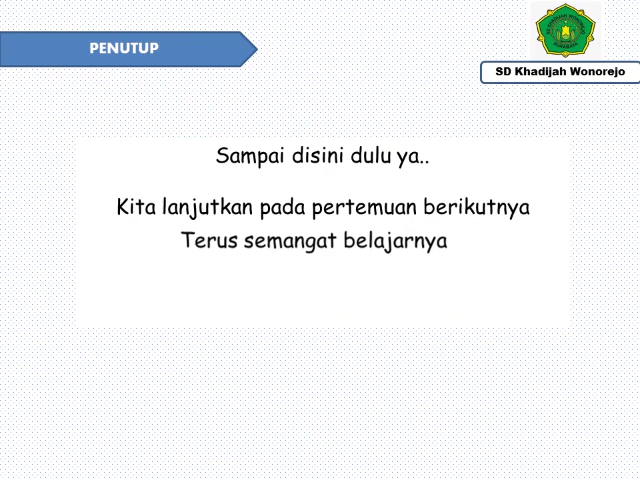 PENUTUP
SD Khadijah Wonorejo
Sampai disini dulu ya..
Kita lanjutkan pada pertemuan berikutnya
Terus semangat belajarnya